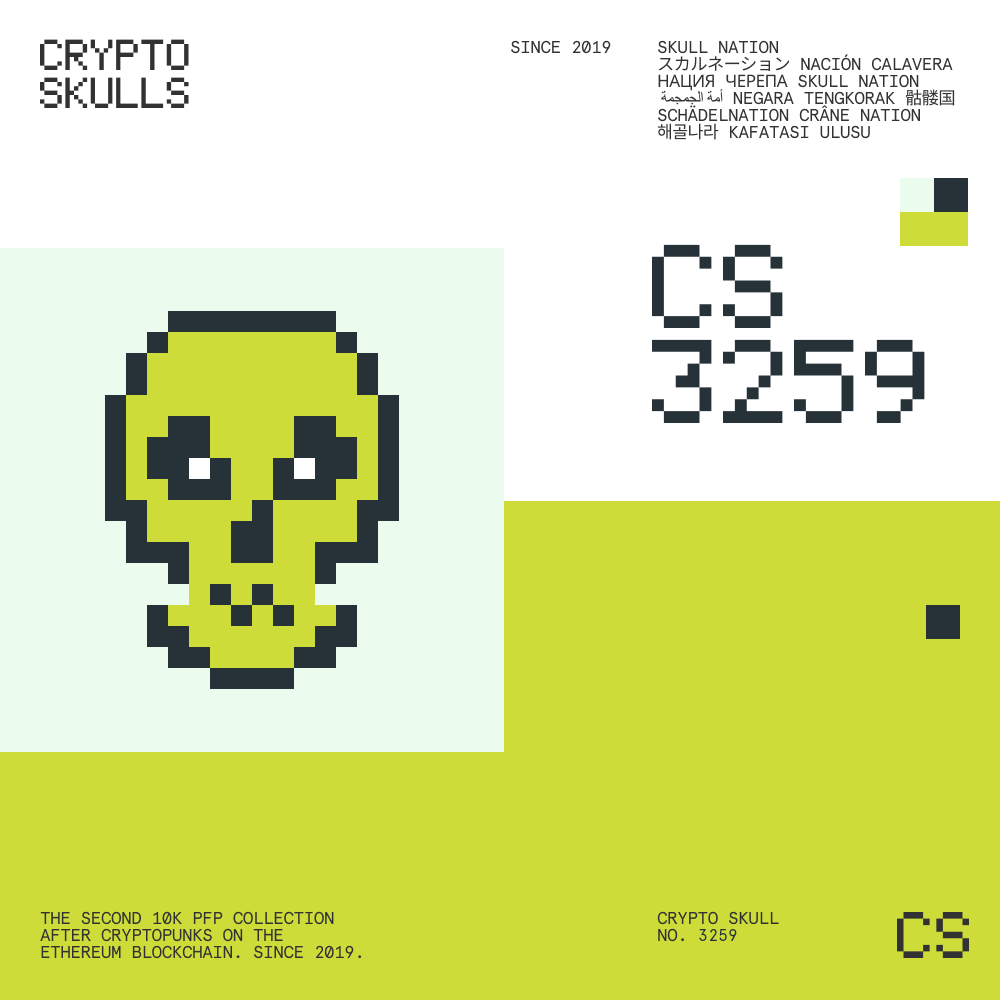 CRYPTO
SKULLS
SINCE 2019
SKULL NATION
スカルネーション NACIÓN CALAVERA
НАЦИЯ ЧЕРЕПА SKULL NATION
أمة الجمجمة NEGARA TENGKORAK 骷髅国
SCHÄDELNATION CRÂNE NATION
해골나라 KAFATASI ULUSU
CS
3259
THE SECOND 10K PFP COLLECTION
AFTER CRYPTOPUNKS ON THE
ETHEREUM BLOCKCHAIN. SINCE 2019.
CRYPTO SKULL
NO. 3259
CS